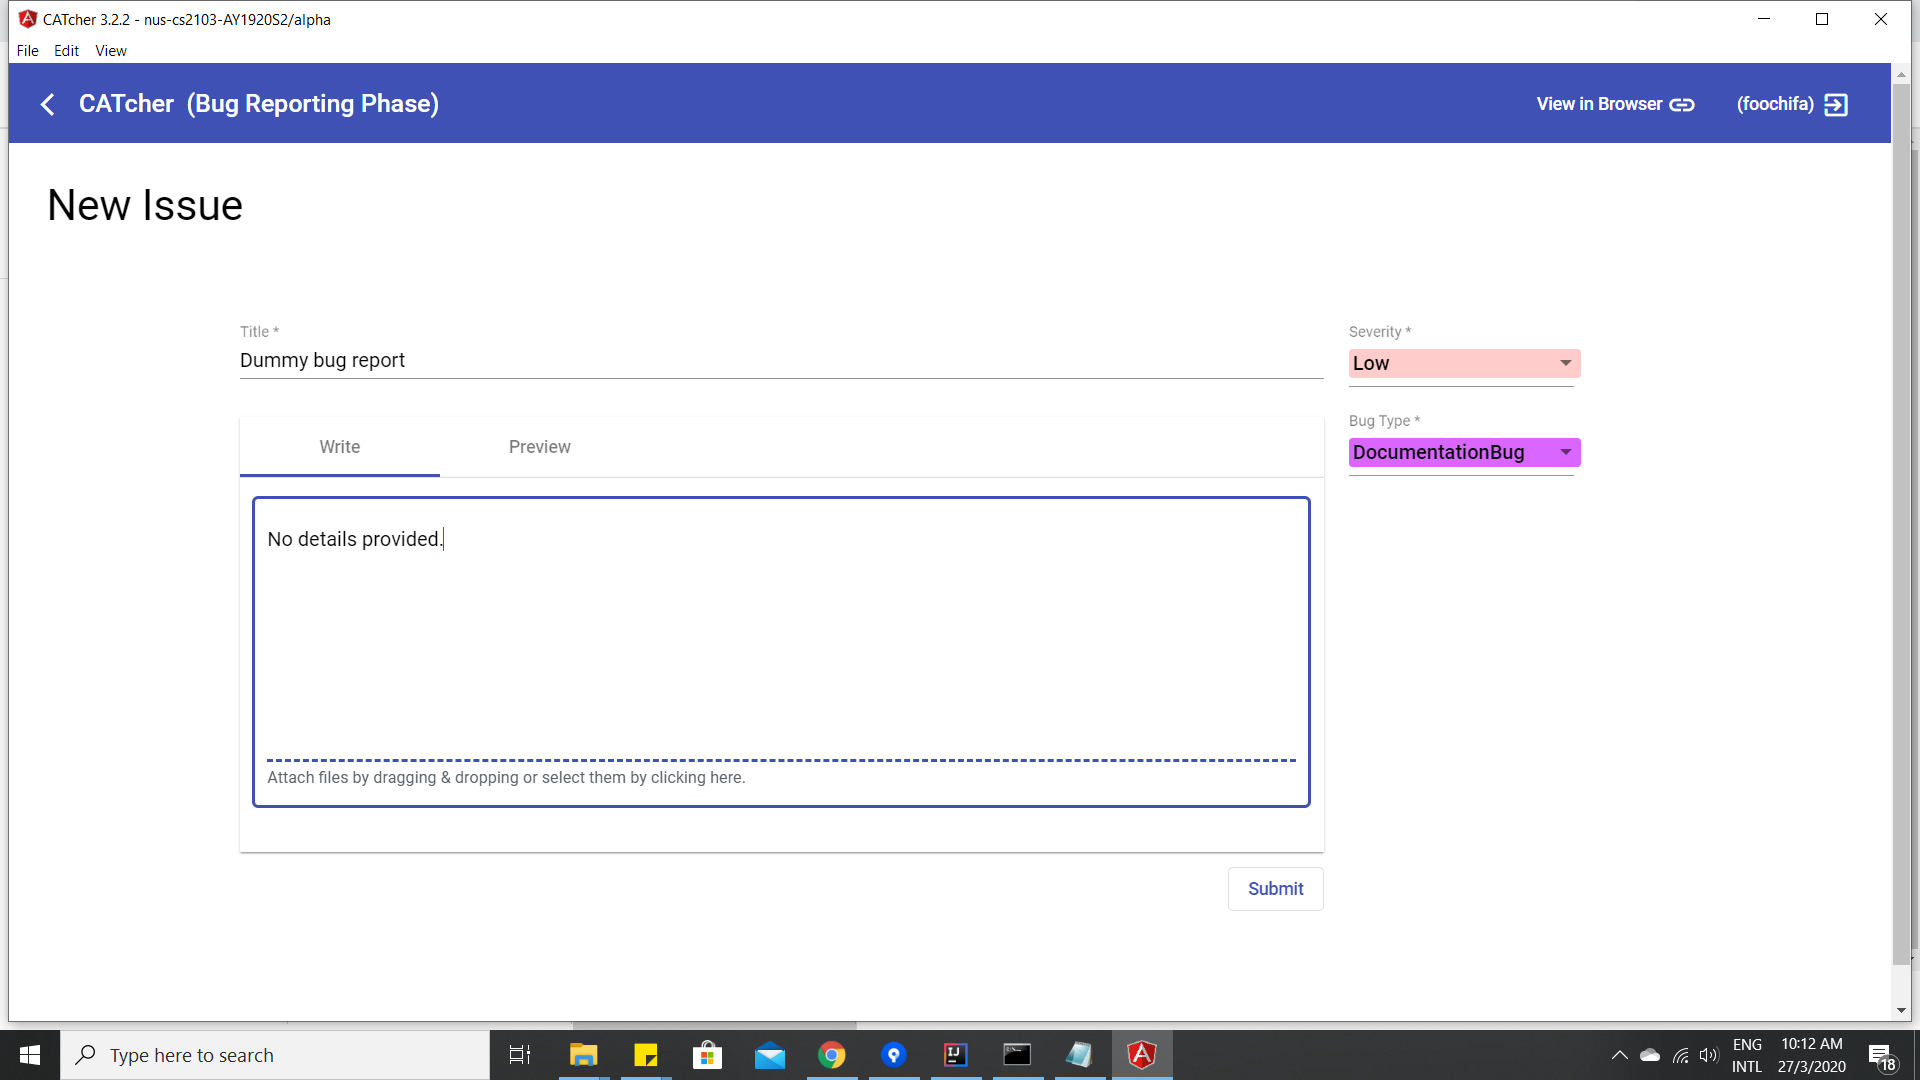 CATcher 3.2.2 - nus-cs2103-AY1920S2/alpha
File Edit View
CATcher (Bug Reporting Phase)
View in Browser
(foochifa)
New Issue
Title *
Dummy bug report
Severity *
Low
Bug Type *
DocumentationBug
Write Preview
No details provided.
Attach files by dragging & dropping or select them by clicking here.
Submit
Type here to search
IJ
ENG
INTL
10:12 AM
27/3/2020
18